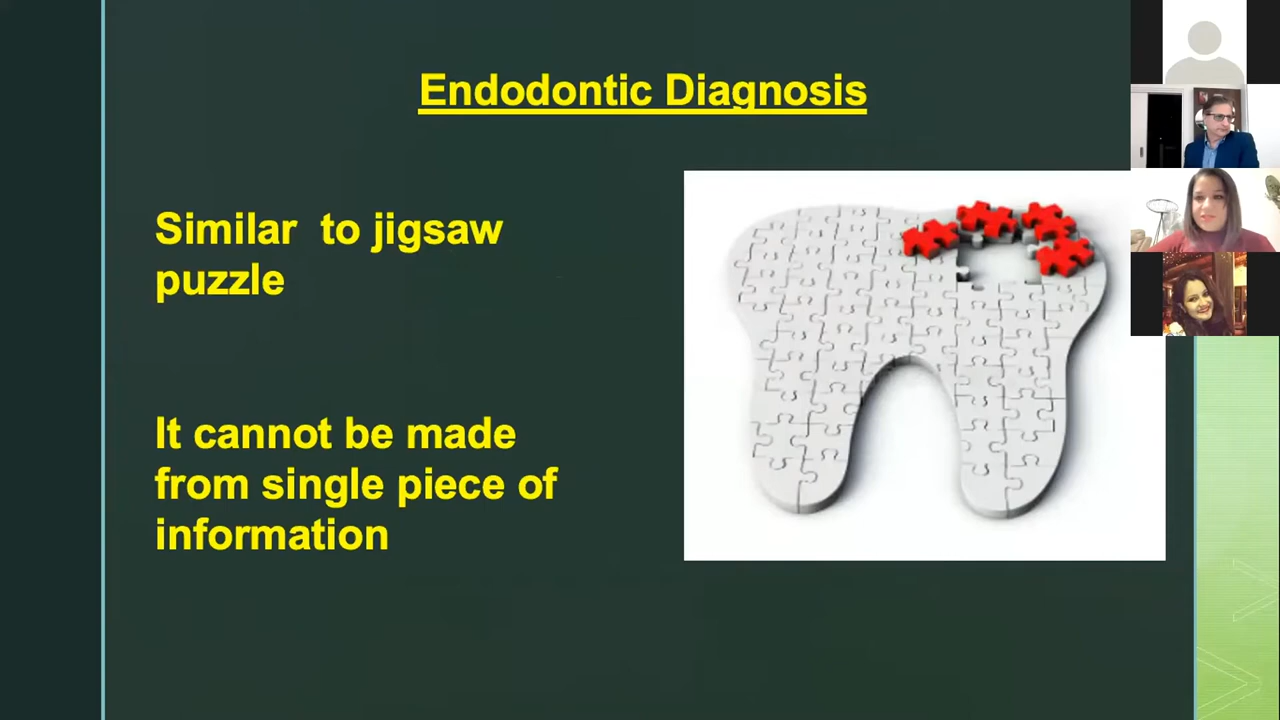 Endodontic Diagnosis
Similar to jigsaw
puzzle
It cannot be made
from single piece of
information